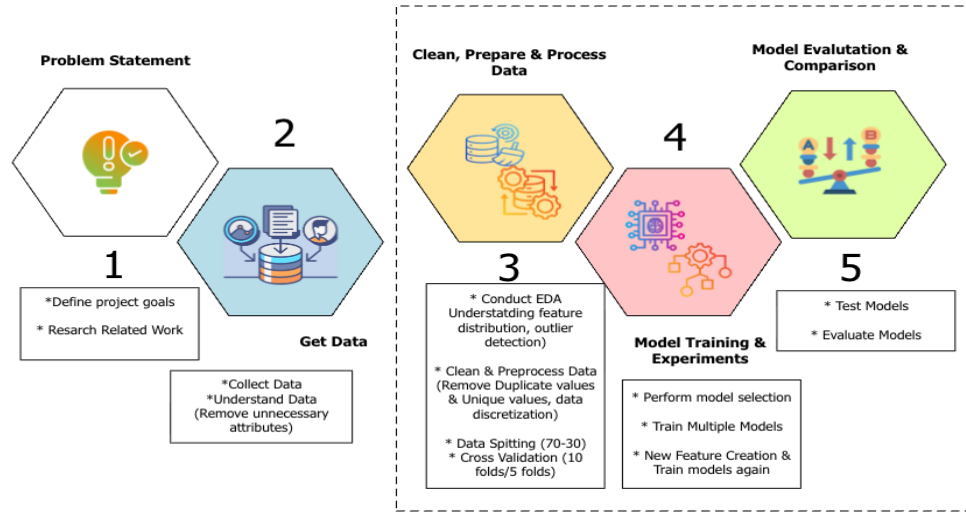 Problem Statement
1
*Define project goals
* Resarch Related Work
2
Get Data
*Collect Data
*Understand Data
(Remove unnecessary
attributes)
Clean, Prepare & Process
Data
3
* Conduct EDA
Understatding feature
distribution, outlier
detection)
* Clean & Preprocess Data
(Remove Duplicate values
& Unique values, data
discretization)
* Data Spitting (70-30)
* Cross Validation (10
folds/5 folds)
4
Model Training &
Experiments
* Perform model selection
* Train Multiple Models
* New Feature Creation &
Train models again
Model Evalutation &
Comparison
A
B
5
* Test Models
* Evaluate Models